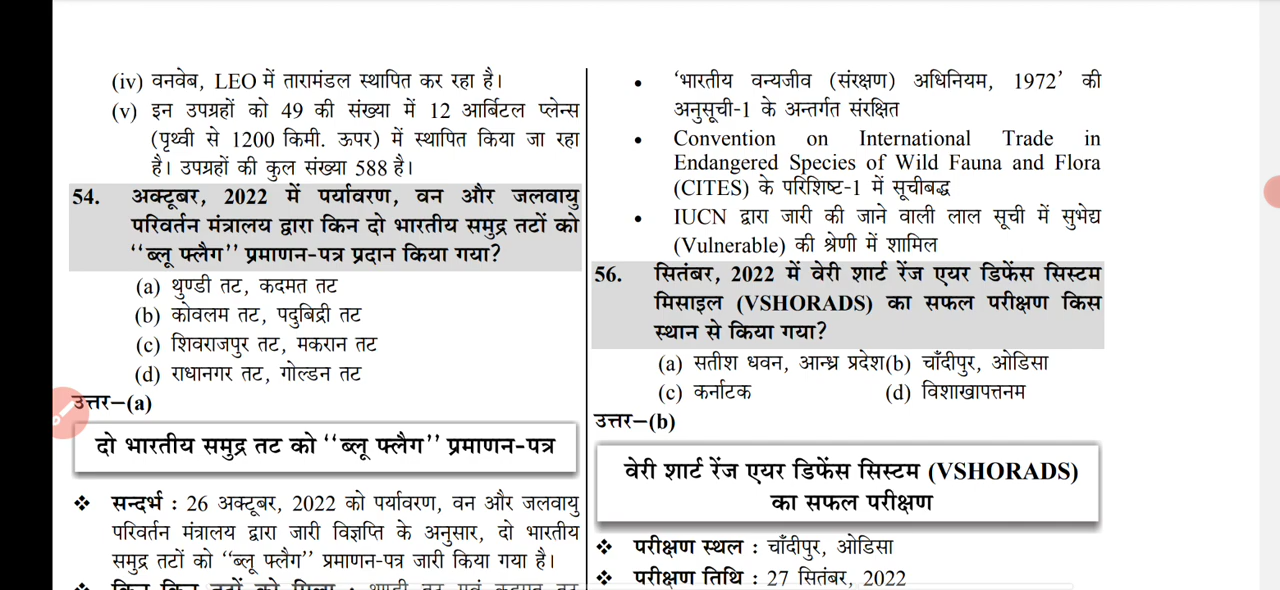 (iv) वनवेब, LEO में तारामंडल स्थापित कर रहा है।
(v) इन उपग्रहों को 49 की संख्या में 12 आर्बिटल प्लेन्स
(पृथ्वी से 1200 किमी. ऊपर) में स्थापित किया जा रहा
है। उपग्रहों की कुल संख्या 588 है।
54. अक्टूबर, 2022 में पर्यावरण, वन और जलवायु
परिवर्तन मंत्रालय द्वारा किन दो भारतीय समुद्र तटों को
‘‘ब्लू फ्लैग’’ प्रमाणन-पत्र प्रदान किया गया?
(a) थुण्डी तट, कदमत तट
(b) कोवलम तट, पदुबिद्री तट
(c) शिवराजपुर तट, मकरान तट
(d) राधानगर तट, गोल्डन तट
उत्तर–(a)
दो भारतीय समुद्र तट को ‘‘ब्लू फ्लैग’’ प्रमाणन-पत्र
❖ सन्दर्भ : 26 अक्टूबर, 2022 को पर्यावरण, वन और जलवायु
परिवर्तन मंत्रालय द्वारा जारी विज्ञप्ति के अनुसार, दो भारतीय
समुद्र तटों को ‘‘ब्लू फ्लैग’’ प्रमाणन-पत्र जारी किया गया है।
• ‘भारतीय वन्यजीव (संरक्षण) अधिनियम, 1972’ की
अनुसूची-1 के अन्तर्गत संरक्षित
• Convention on International Trade in
Endangered Species of Wild Fauna and Flora
(CITES) के परिशिष्ट-1 में सूचीबद्ध
• IUCN द्वारा जारी की जाने वाली लाल सूची में सुभेद्य
(Vulnerable) की श्रेणी में शामिल
56. सितंबर, 2022 में वेरी शार्ट रेंज एयर डिफेंस सिस्टम
मिसाइल (VSHORADS) का सफल परीक्षण किस
स्थान से किया गया?
(a) सतीश धवन, आन्ध्र प्रदेश(b) चाँदीपुर, ओडिसा
(c) कर्नाटक (d) विशाखापत्तनम
उत्तर–(b)
वेरी शार्ट रेंज एयर डिफेंस सिस्टम (VSHORADS)
का सफल परीक्षण
❖ परीक्षण स्थल : चाँदीपुर, ओडिसा
❖ परीक्षण तिथि : 27 सितंबर, 2022